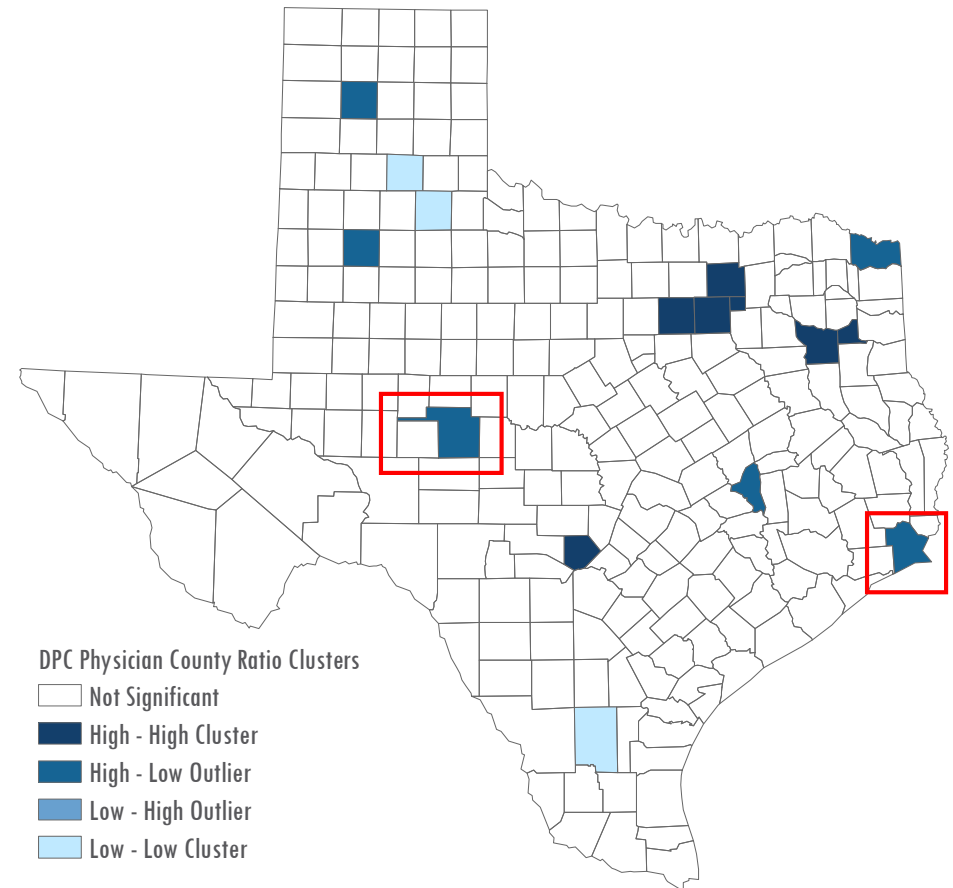 DPC Physician County Ratio Clusters
Not Significant
High - High Cluster
High - Low Outlier
Low - High Outlier
Low - Low Cluster